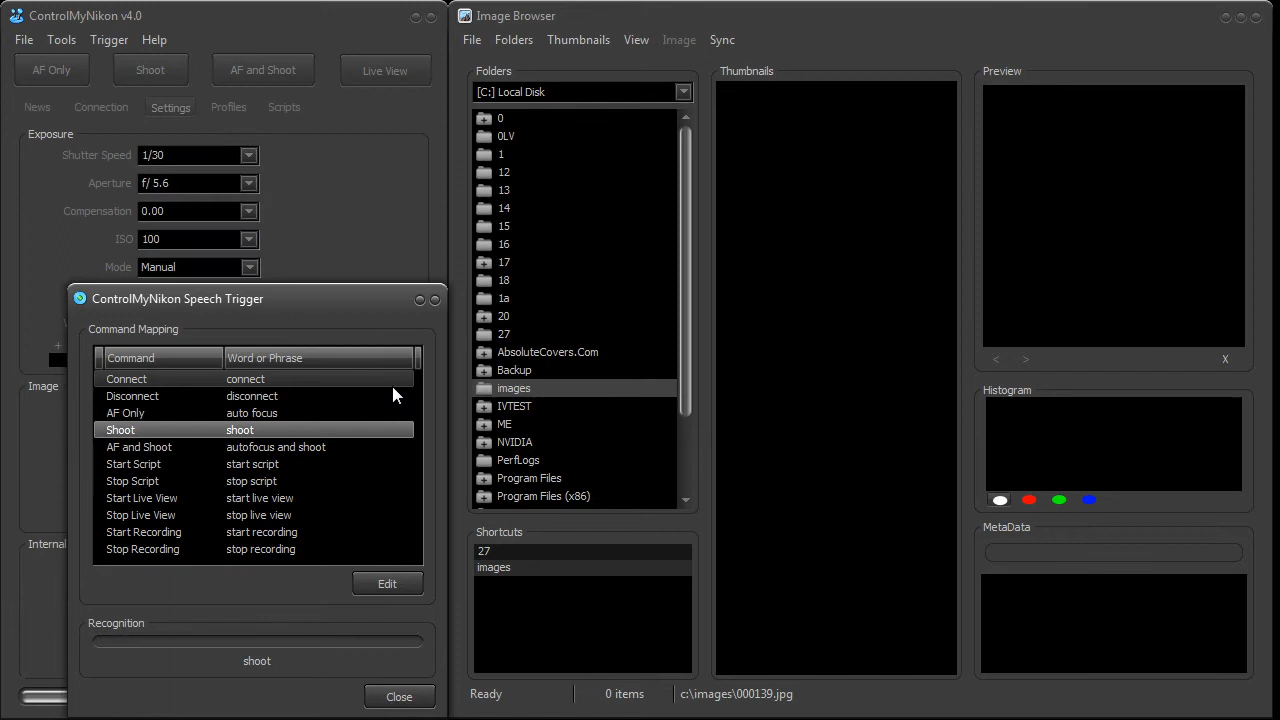 ControlMyNikon v4.0
File Tools Trigger Help
AF Only Shoot AF and Shoot Live View
News Connection Settings Profiles Scripts
Exposure
Shutter Speed 1/30
Aperture f/ 5.6
Compensation 0.00
ISO 100
Mode Manual
Image
Internal
ControlMyNikon Speech Trigger
Command Mapping
Command Word or Phrase
Connect connect
Disconnect disconnect
AF Only auto focus
Shoot shoot
AF and Shoot autofocus and shoot
Start Script start script
Stop Script stop script
Start Live View start live view
Stop Live View stop live view
Start Recording start recording
Stop Recording stop recording
Edit
Recognition
shoot
Close
Image Browser
File Folders Thumbnails View Image Sync
Folders
[C:] Local Disk
0
0LV
1
12
13
14
15
16
17
18
1a
20
27
AbsoluteCovers.Com
Backup
images
IVTEST
ME
NVIDIA
PerfLogs
Program Files
Program Files (x86)
Shortcuts
27
images
Thumbnails
Preview
< > X
Histogram
MetaData
Ready 0 items c:\images\000139.jpg